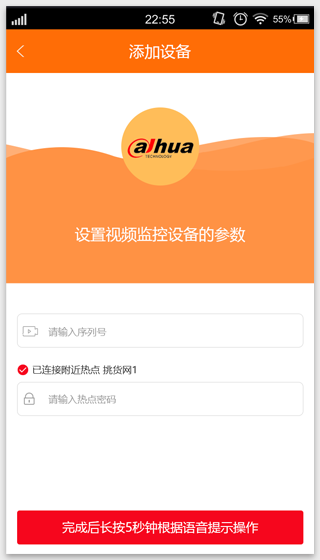 22:55
55%
添加设备
alhua
TECHNOLOGY
设置视频监控设备的参数
请输入序列号
已连接附近热点 挑货网1
请输入热点密码
完成后长按5秒钟根据语音提示操作